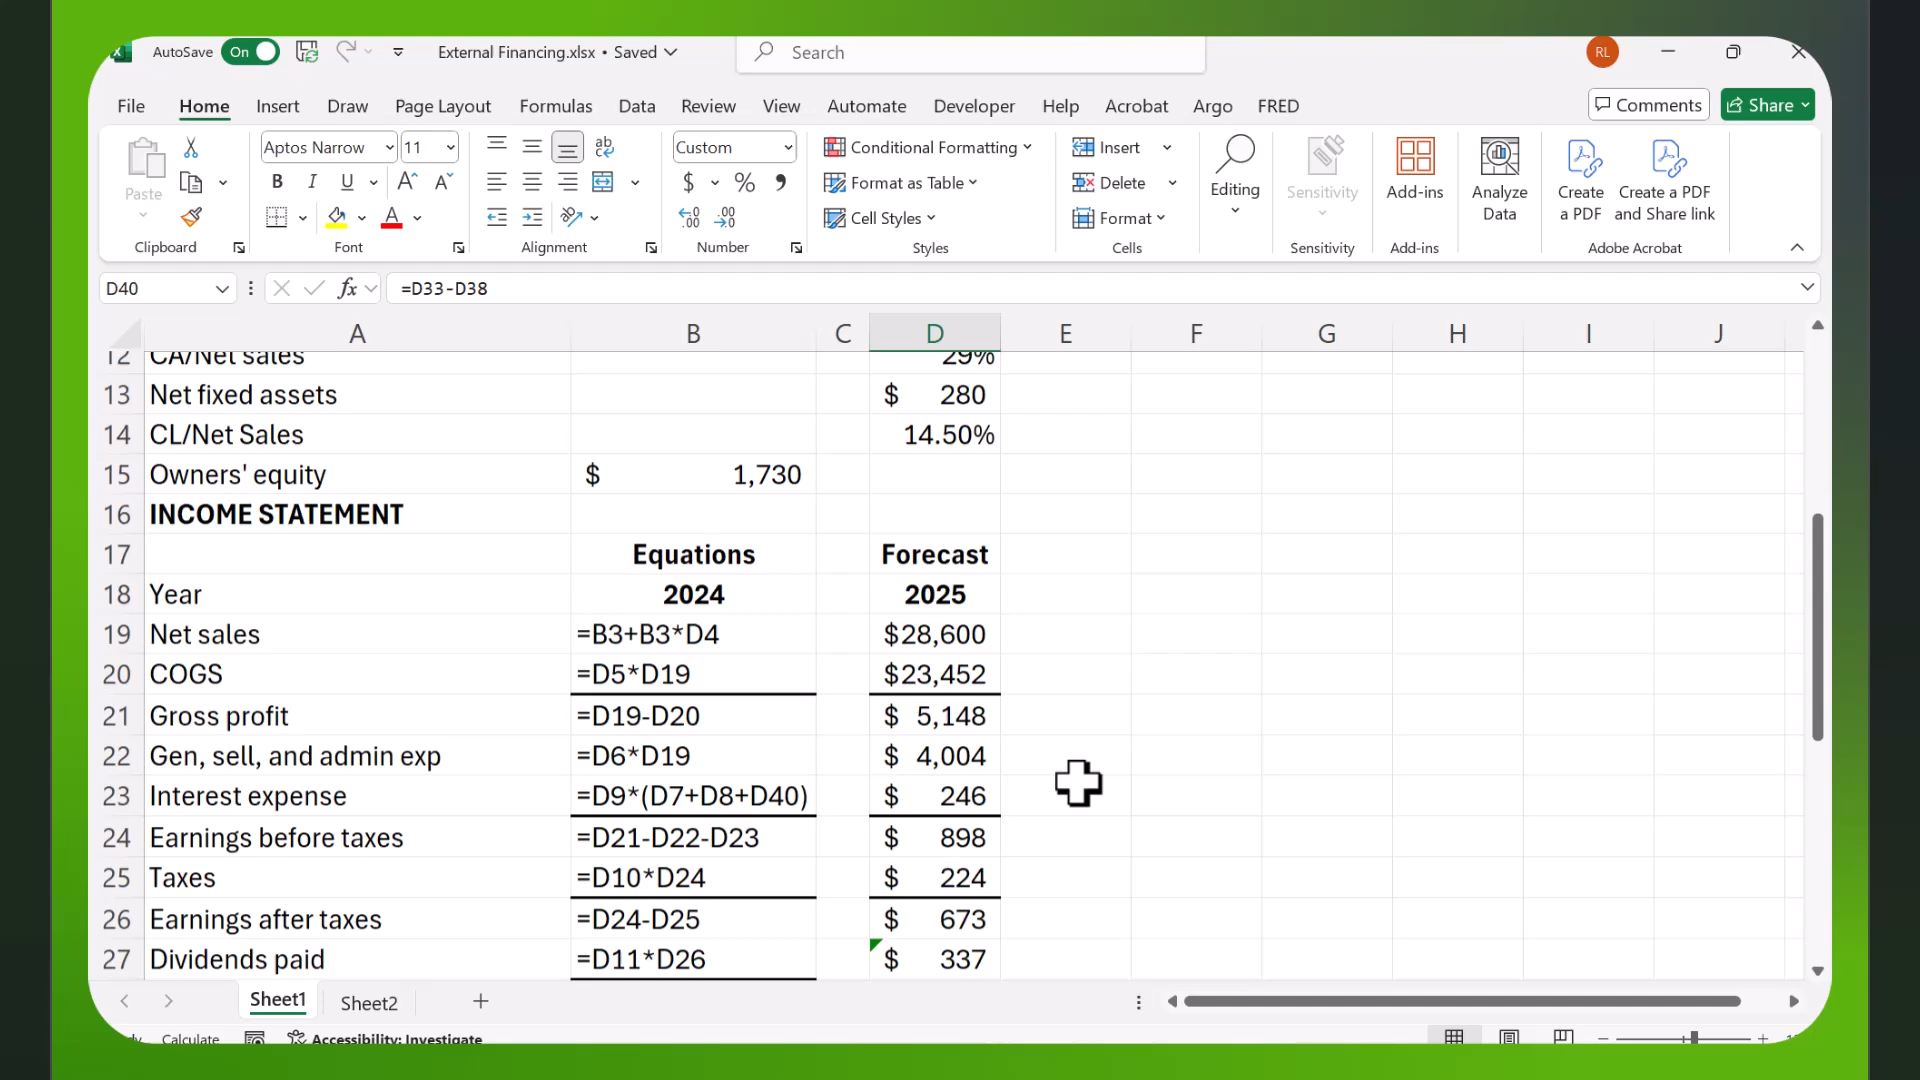 AutoSave On External Financing.xlsx • Saved Search RL
File Home Insert Draw Page Layout Formulas Data Review View Automate Developer Help Acrobat Argo FRED Comments Share
Paste Aptos Narrow 11 Custom Conditional Formatting Insert Editing Sensitivity Add-ins Analyze Data Create a PDF Create a PDF and Share link
B I U A A $ % Format as Table Delete
A Cell Styles Format
Clipboard Font Alignment Number Styles Cells Sensitivity Add-ins Adobe Acrobat
D40 fx =D33-D38
A B C D E F G H I J
12 CA/Net sales 29%
13 Net fixed assets $ 280
14 CL/Net Sales 14.50%
15 Owners' equity $ 1,730
16 INCOME STATEMENT
17 Equations Forecast
18 Year 2024 2025
19 Net sales =B3+B3*D4 $28,600
20 COGS =D5*D19 $23,452
21 Gross profit =D19-D20 $ 5,148
22 Gen, sell, and admin exp =D6*D19 $ 4,004
23 Interest expense =D9*(D7+D8+D40) $ 246
24 Earnings before taxes =D21-D22-D23 $ 898
25 Taxes =D10*D24 $ 224
26 Earnings after taxes =D24-D25 $ 673
27 Dividends paid =D11*D26 $ 337
Sheet1 Sheet2
Calculate Accessibility: Investigate